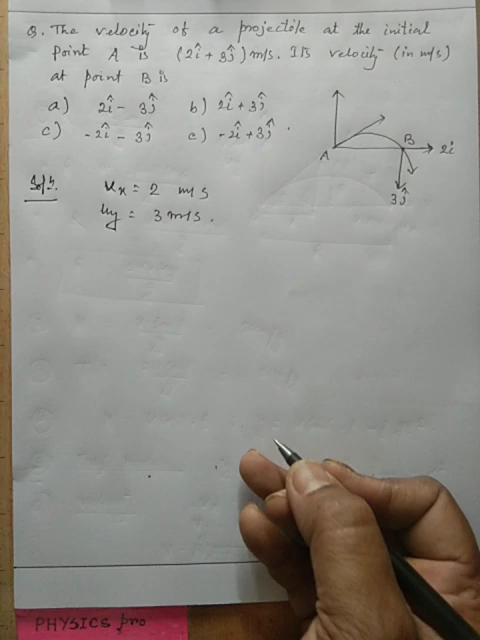 Q. The velocity of a projectile at the initial
point A is (2î + 3ĵ) m/s. Its velocity (in m/s)
at point B is
a) 2î - 3ĵ b) 2î + 3ĵ
c) -2î - 3ĵ c) -2î + 3ĵ.
A
B
2i
3ĵ
Solⁿ.
ux = 2 m/s
uy = 3 m/s.
PHYSICS pro